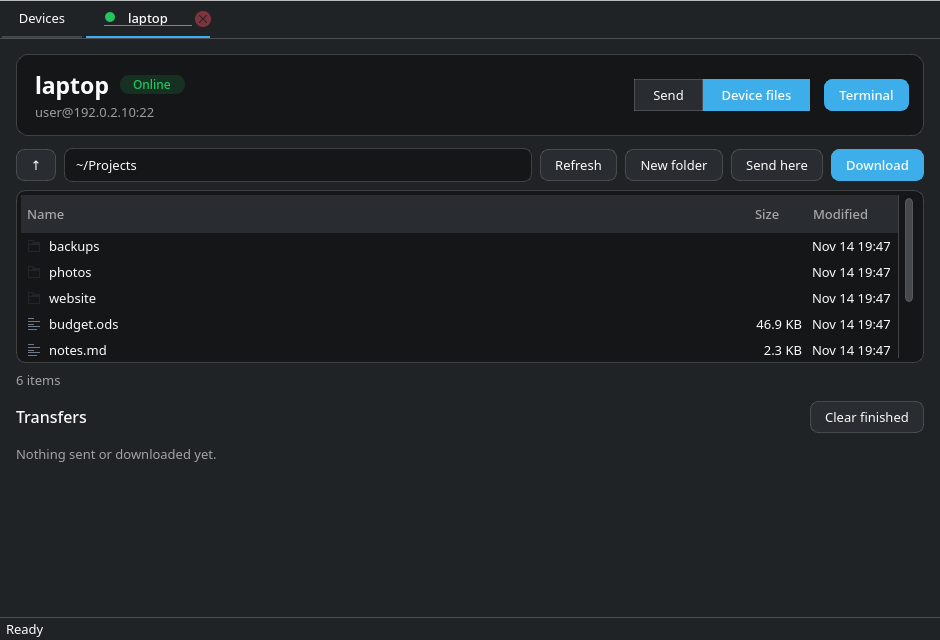 Devices laptop
laptop Online
user@192.0.2.10:22
Send Device files Terminal
↑ ~/Projects Refresh New folder Send here Download
Name Size Modified
backups Nov 14 19:47
photos Nov 14 19:47
website Nov 14 19:47
budget.ods 46.9 KB Nov 14 19:47
notes.md 2.3 KB Nov 14 19:47
6 items
Transfers Clear finished
Nothing sent or downloaded yet.
Ready